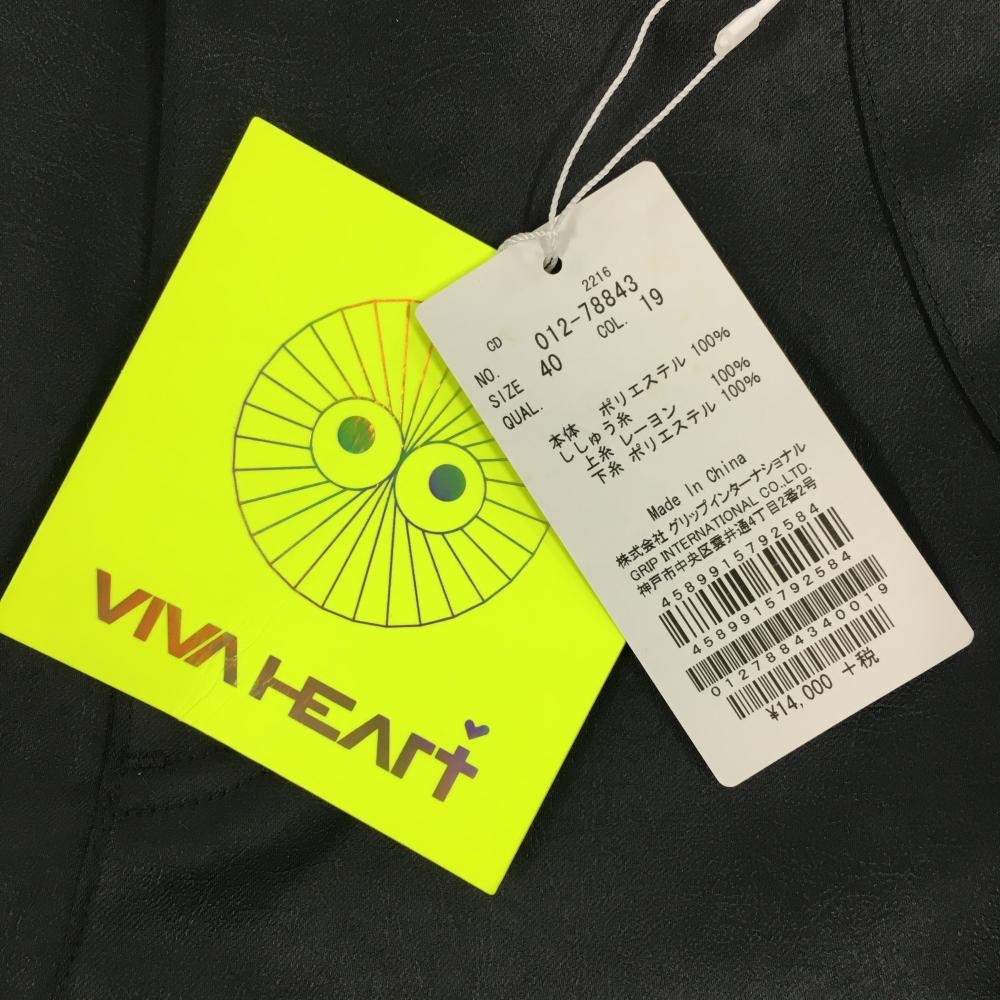 VIVA HEArt
2216
CD
NO. 012-78843
SIZE 40 COL. 19
QUAL.
本体 ポリエステル 100%
ししゅう糸
上糸 レーヨン 100%
下糸 ポリエステル 100%
Made In China
株式会社 グリップインターナショナル
GRIP INTERNATIONAL CO.,LTD.
神戸市中央区雲井通4丁目2番2号
4589915792584
4589915792584
0127884340019
¥14,000 +税